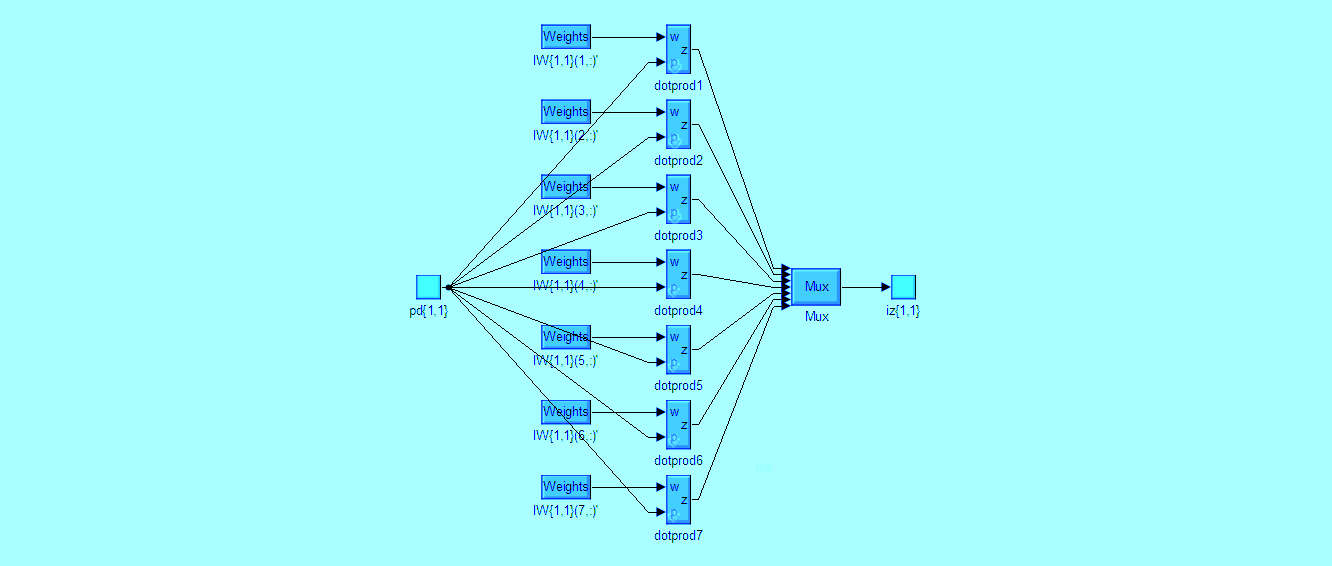 Weights
w
z
p
IW{1,1}(1,:)'
dotprod1
Weights
w
z
p
IW{1,1}(2,:)'
dotprod2
Weights
w
z
p
IW{1,1}(3,:)'
dotprod3
Weights
w
z
p
IW{1,1}(4,:)'
dotprod4
pd{1,1}
Mux
Mux
iz{1,1}
Weights
w
z
p
IW{1,1}(5,:)'
dotprod5
Weights
w
z
p
IW{1,1}(6,:)'
dotprod6
Weights
w
z
p
IW{1,1}(7,:)'
dotprod7